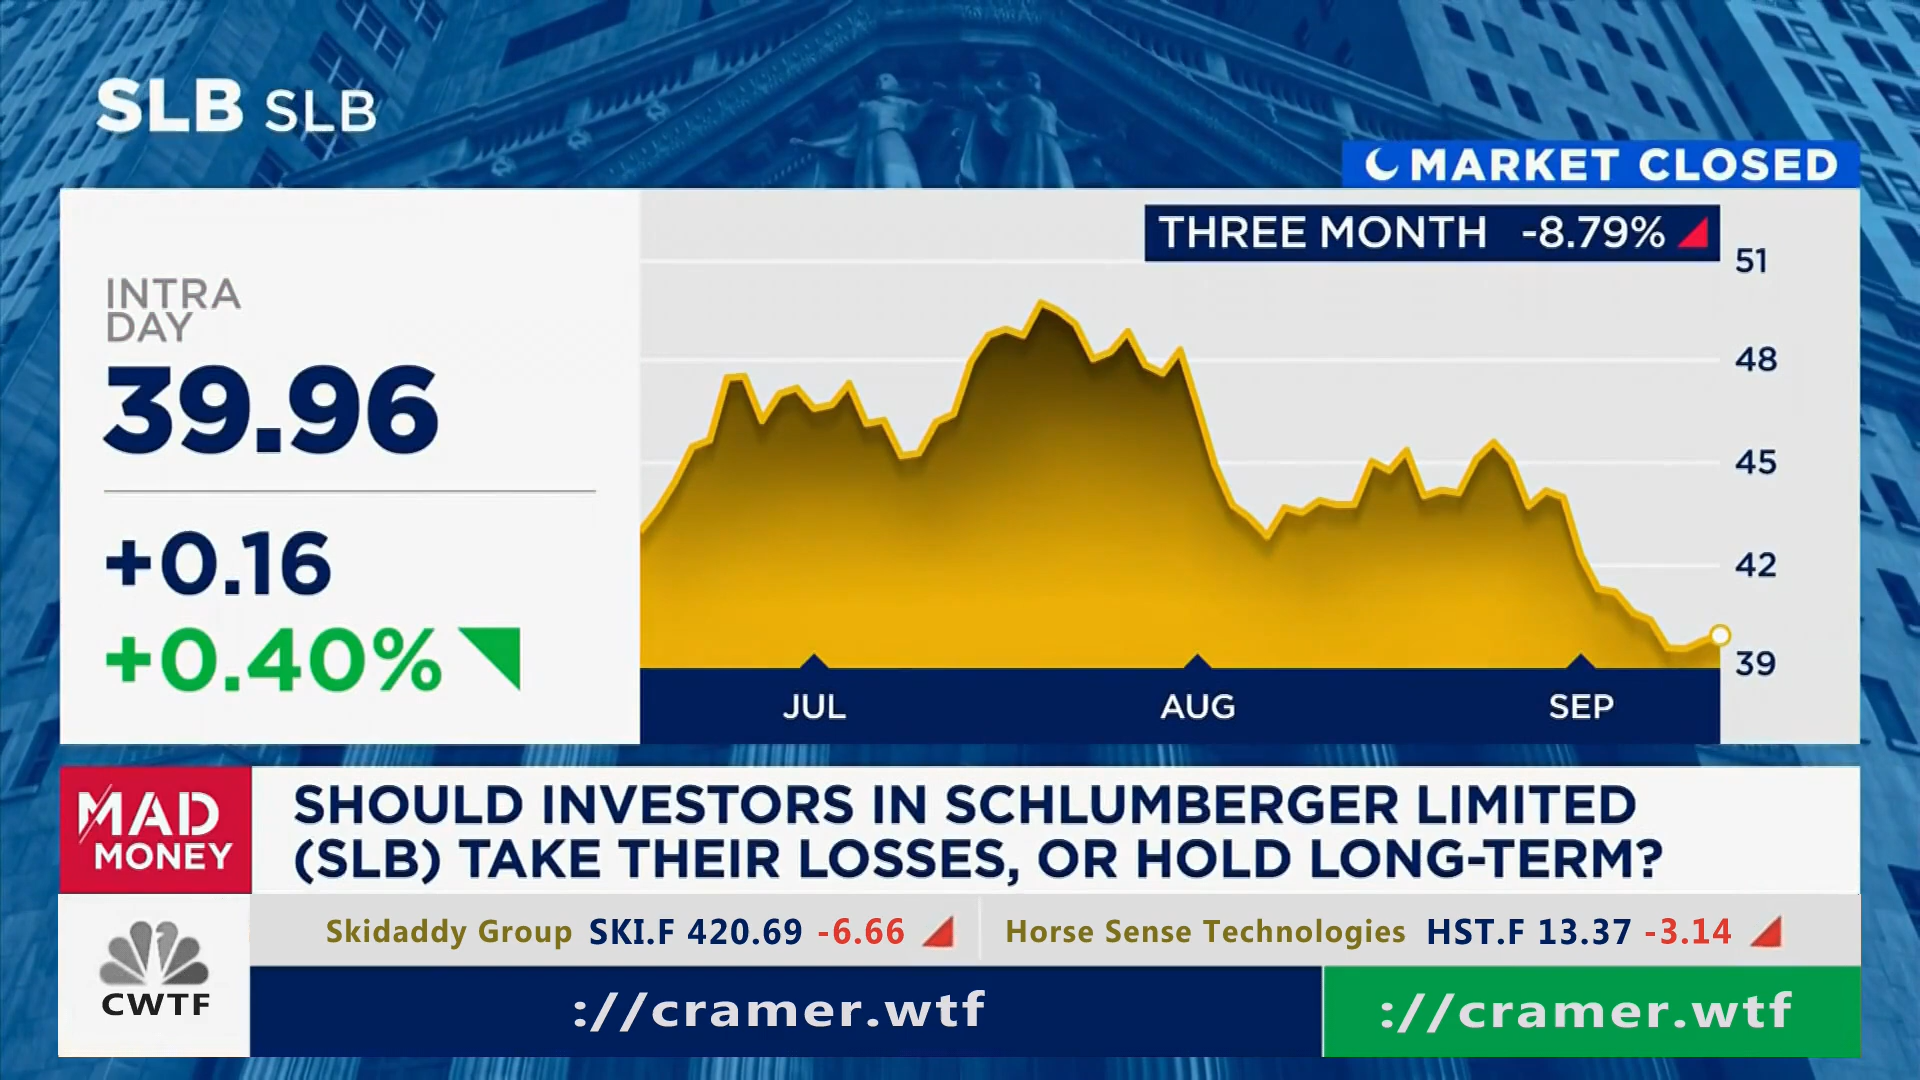 SLB SLB
MARKET CLOSED
THREE MONTH -8.79%
51
INTRA
DAY
39.96
+0.16
+0.40%
48
45
42
39
JUL AUG SEP
MAD
MONEY
SHOULD INVESTORS IN SCHLUMBERGER LIMITED
(SLB) TAKE THEIR LOSSES, OR HOLD LONG-TERM?
Skidaddy Group SKI.F 420.69 -6.66 Horse Sense Technologies HST.F 13.37 -3.14
CWTF
://cramer.wtf ://cramer.wtf